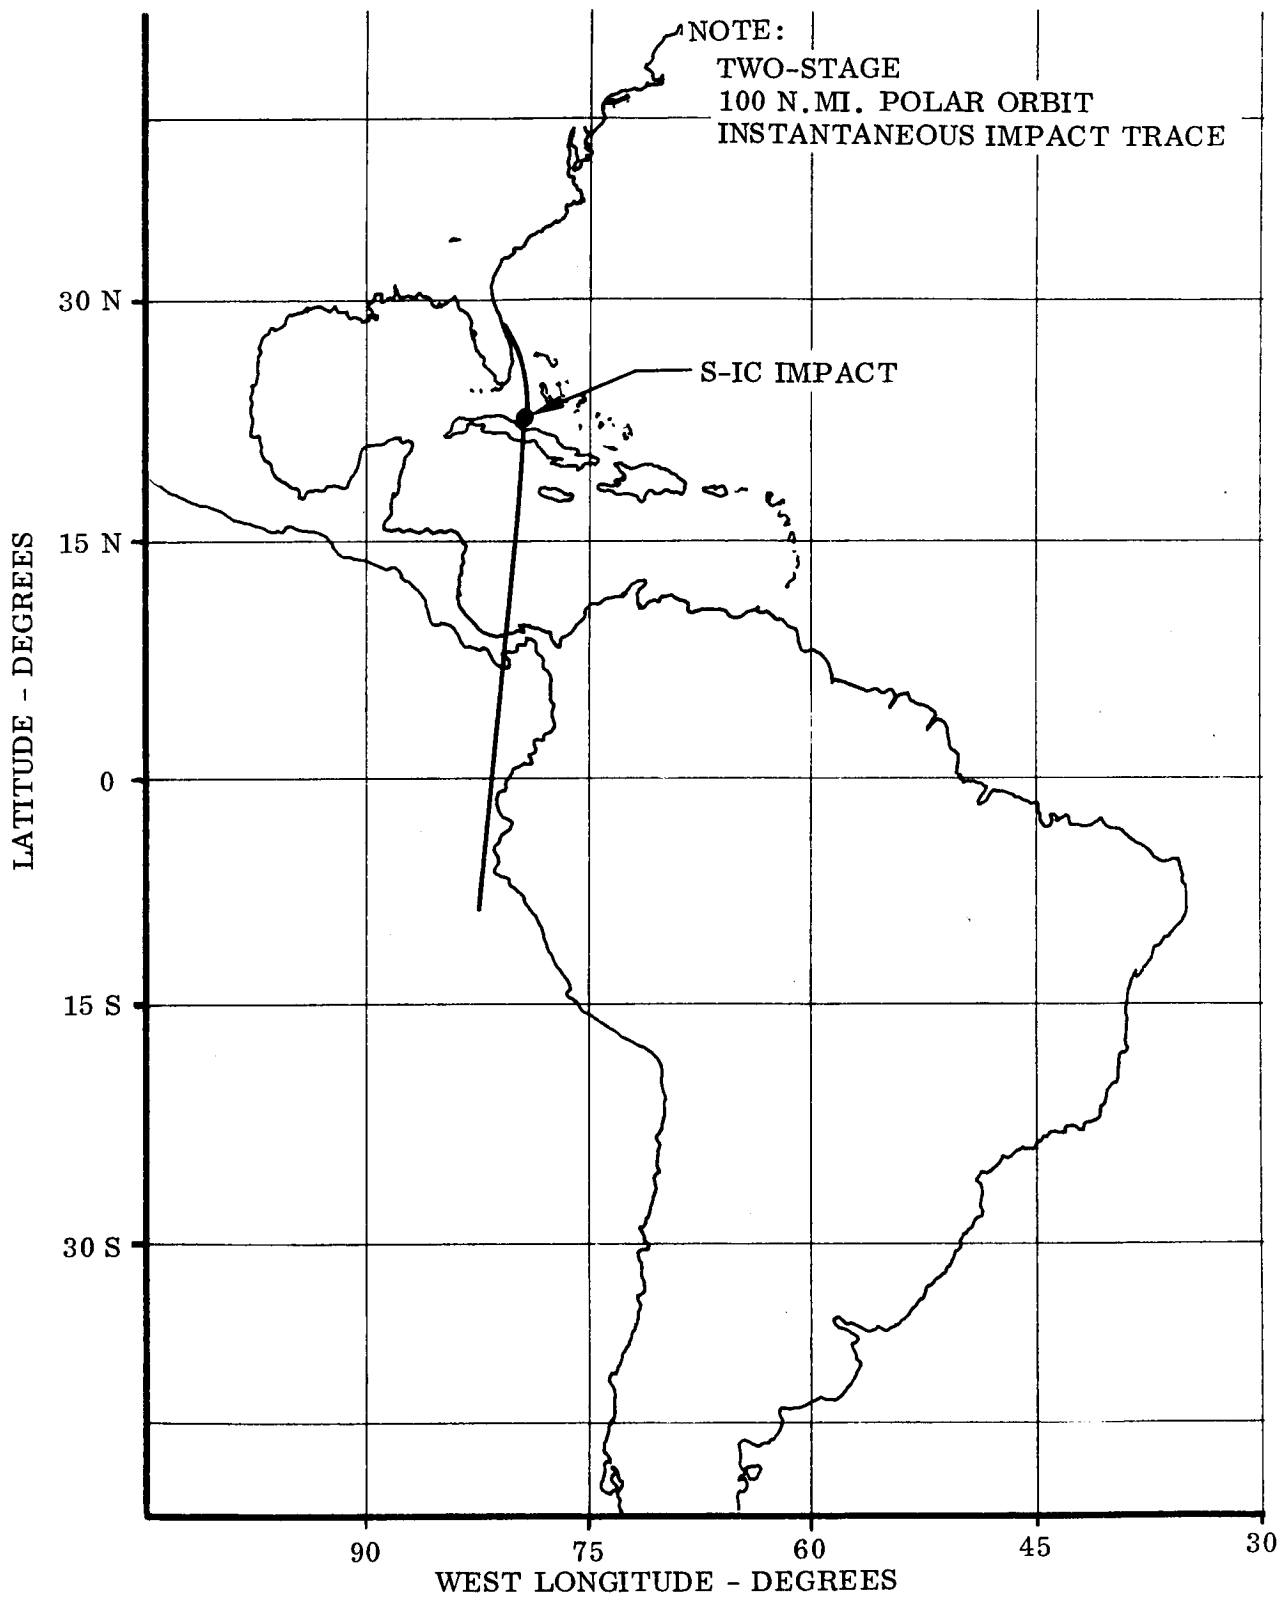 NOTE:
TWO-STAGE
100 N.MI. POLAR ORBIT
INSTANTANEOUS IMPACT TRACE
30 N
S-IC IMPACT
15 N
LATITUDE - DEGREES
0
15 S
30 S
90 75 60 45 30
WEST LONGITUDE - DEGREES